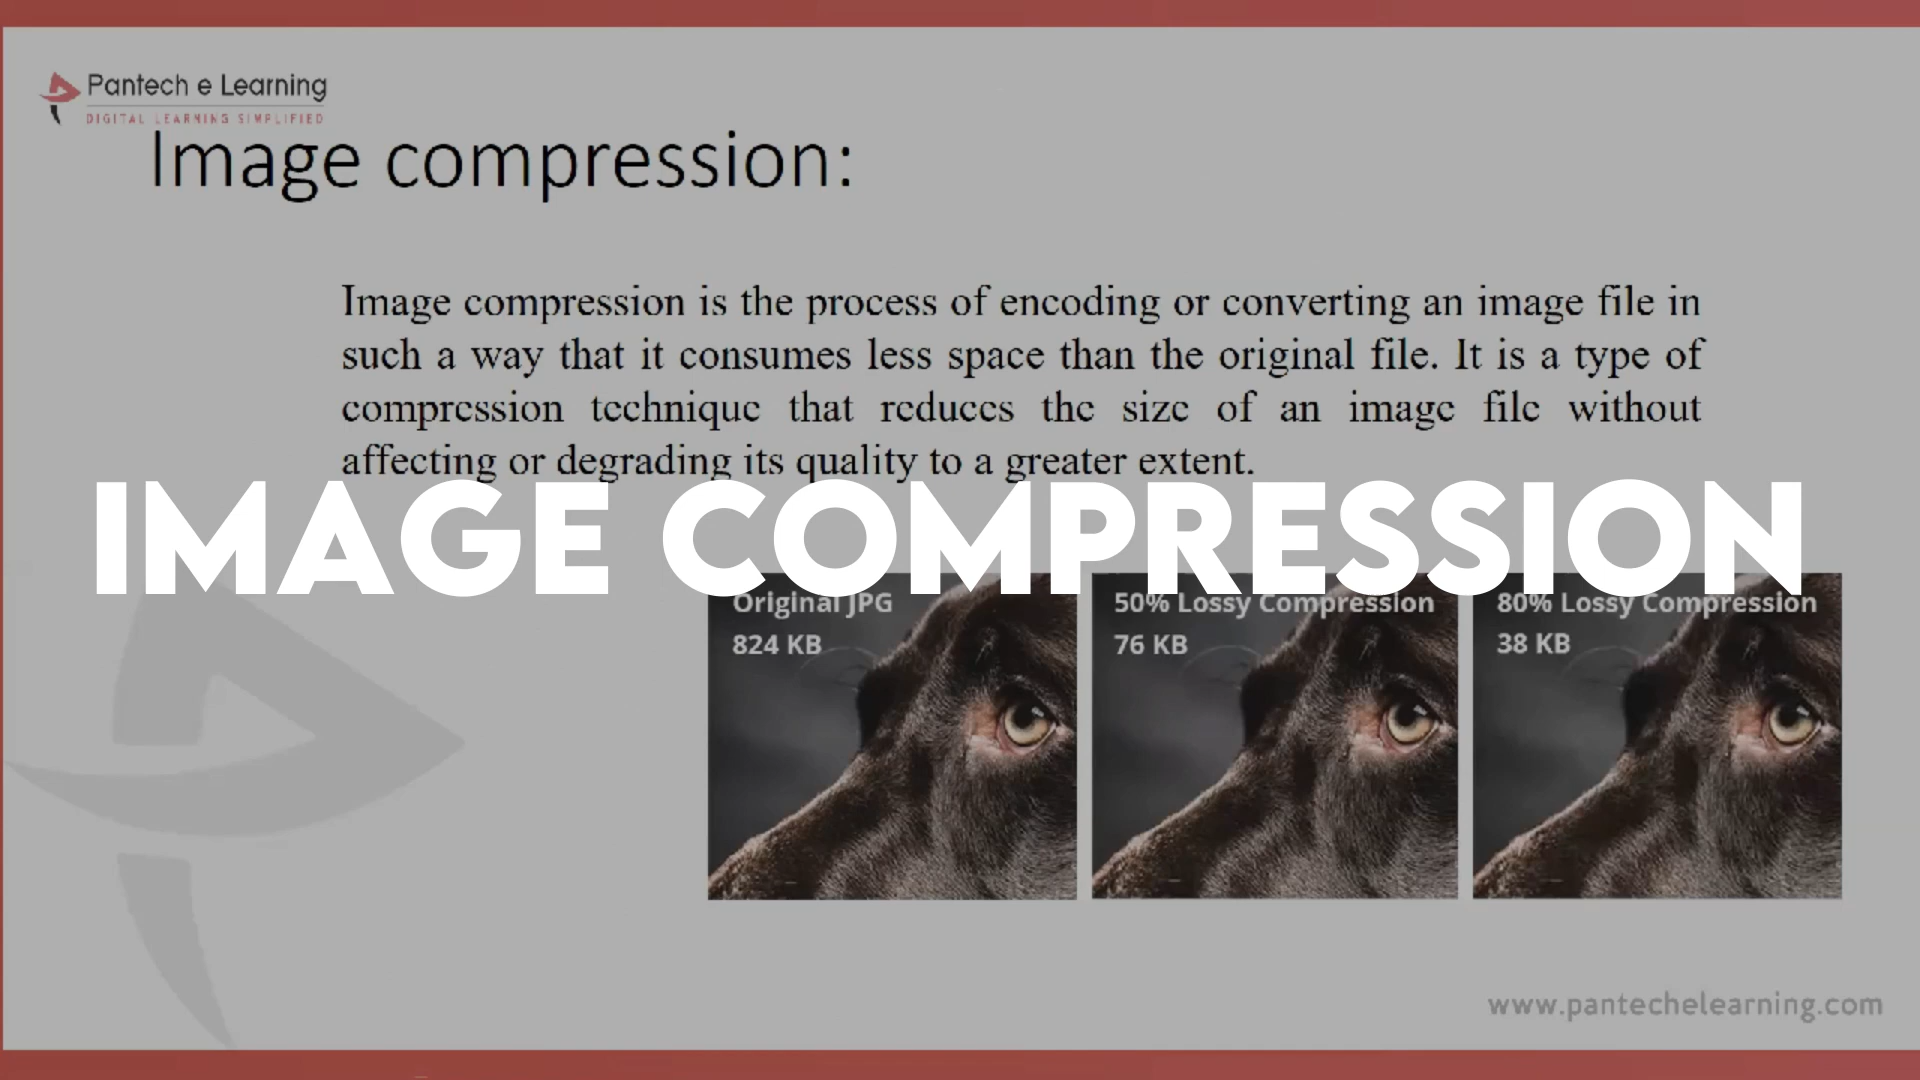 Pantech e Learning
DIGITAL LEARNING SIMPLIFIED
Image compression:
Image compression is the process of encoding or converting an image file in
such a way that it consumes less space than the original file. It is a type of
compression technique that reduces the size of an image file without
affecting or degrading its quality to a greater extent.
IMAGE COMPRESSION
Original JPG
824 KB
50% Lossy Compression
76 KB
80% Lossy Compression
38 KB
www.pantechelearning.com